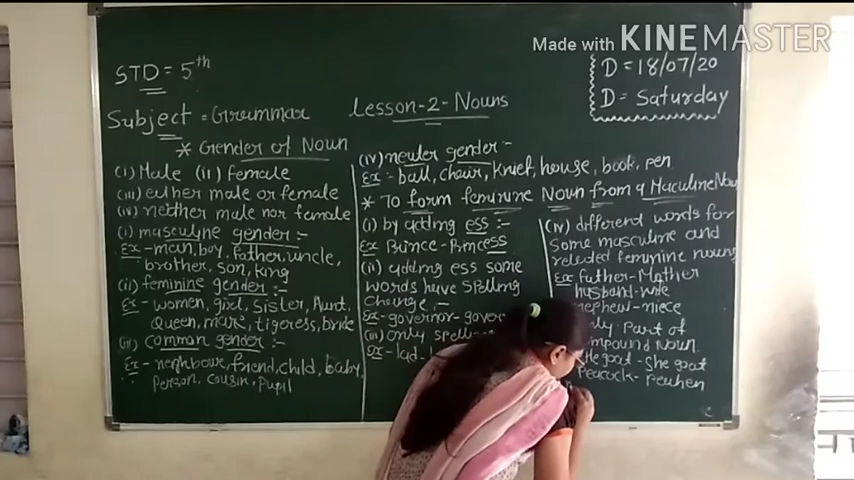 Made with KINEMASTER
STD = 5th
D = 18/07/20
D = Saturday
Subject = Grammar
Lesson-2-Nouns
* Gender of Noun
(i) Male (ii) female
(iii) either male or female
(iv) neither male nor female
(i) masculine gender :-
Ex - man, boy, father, uncle,
brother, son, king
(ii) feminine gender :-
Ex - women, girl, sister, Aunt,
Queen, mare, tigeress, bride
common gender :-
Ex - neighbour, friend, child, baby,
person, cousin, pupil
(iv) neuter gender :-
Ex :- ball, chair, knief, house, book, pen
* To form feminine Noun from a Masculine Noun
(i) by adding ess :-
Ex Prince - Princess
(ii) adding ess some
words have spelling
change -
Ex - governor - gover
(iii) only spelli
Ex - lad -
(iv) different words for
some masculine and
releted feminine nouns
Ex father - Mother
husband - wife
nephew - niece
Part of
mpound Noun
He goat - She goat
Peacock - Peahen